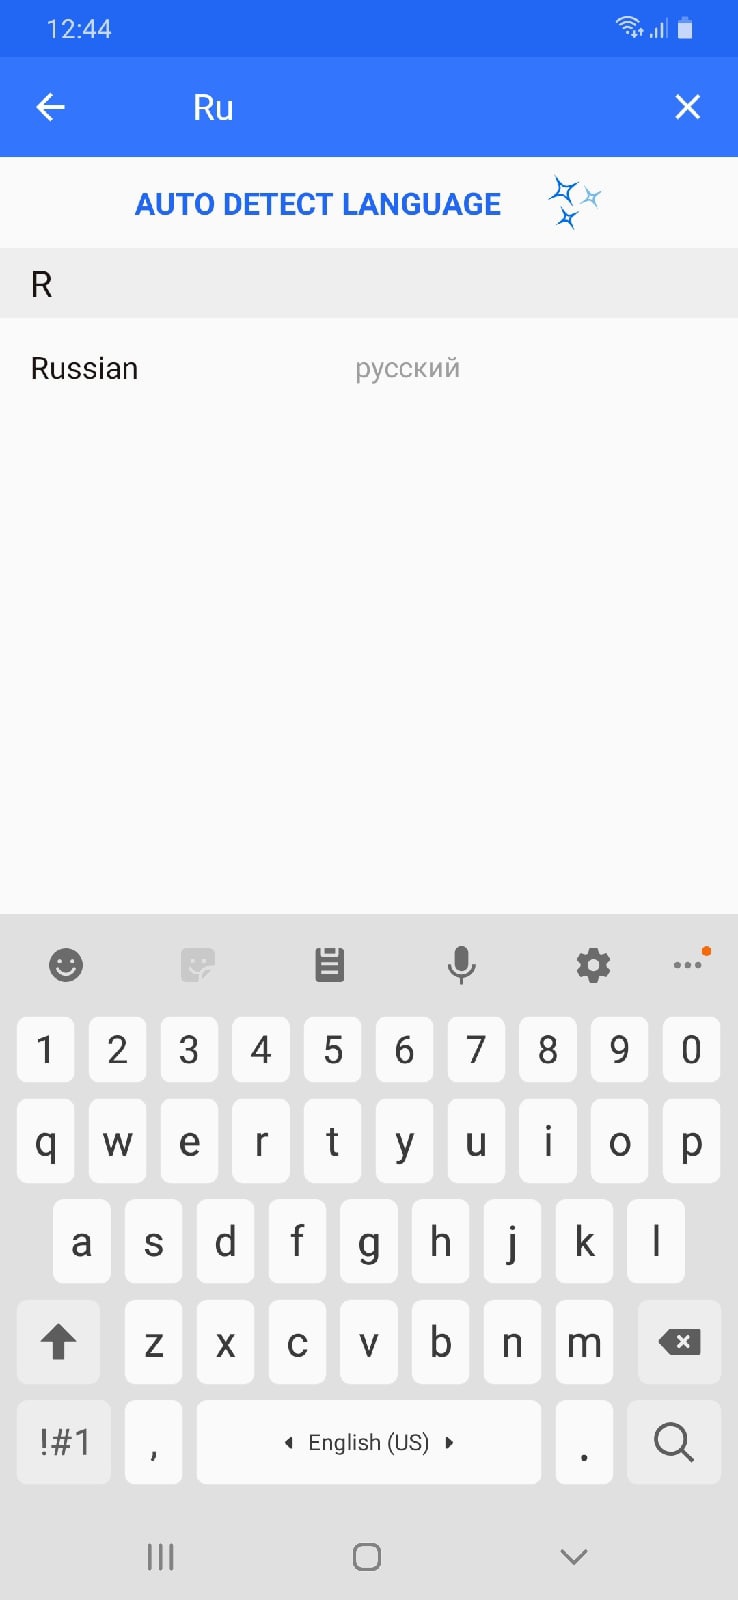 12:44
Ru
AUTO DETECT LANGUAGE
R
Russian русский
1 2 3 4 5 6 7 8 9 0
q w e r t y u i o p
a s d f g h j k l
z x c v b n m
!#1 , English (US) .